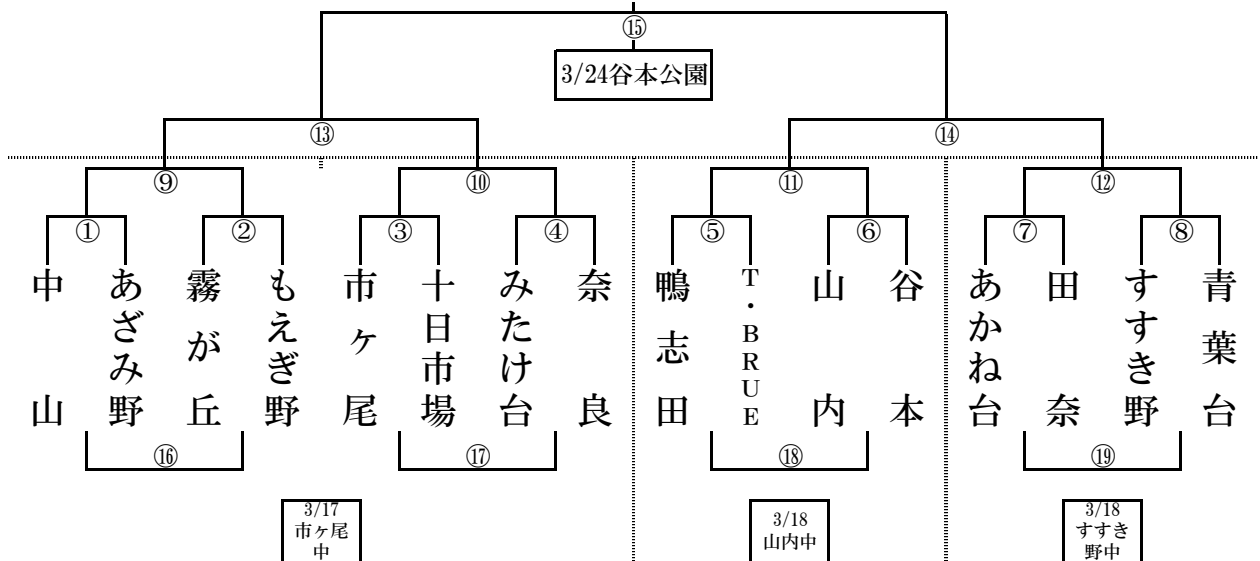 ⑮
3/24谷本公園
⑬
⑭
⑨
⑩
⑪
⑫
①
②
③
④
⑤
⑥
⑦
⑧
中山
あざみ野
霧が丘
もえぎ野
市ヶ尾
十日市場
みたけ台
奈良
鴨志田
T・BRUE
山内
谷本
あかね台
田奈
すすき野
青葉台
⑯
⑰
⑱
⑲
3/17
市ヶ尾
中
3/18
山内中
3/18
すすき
野中